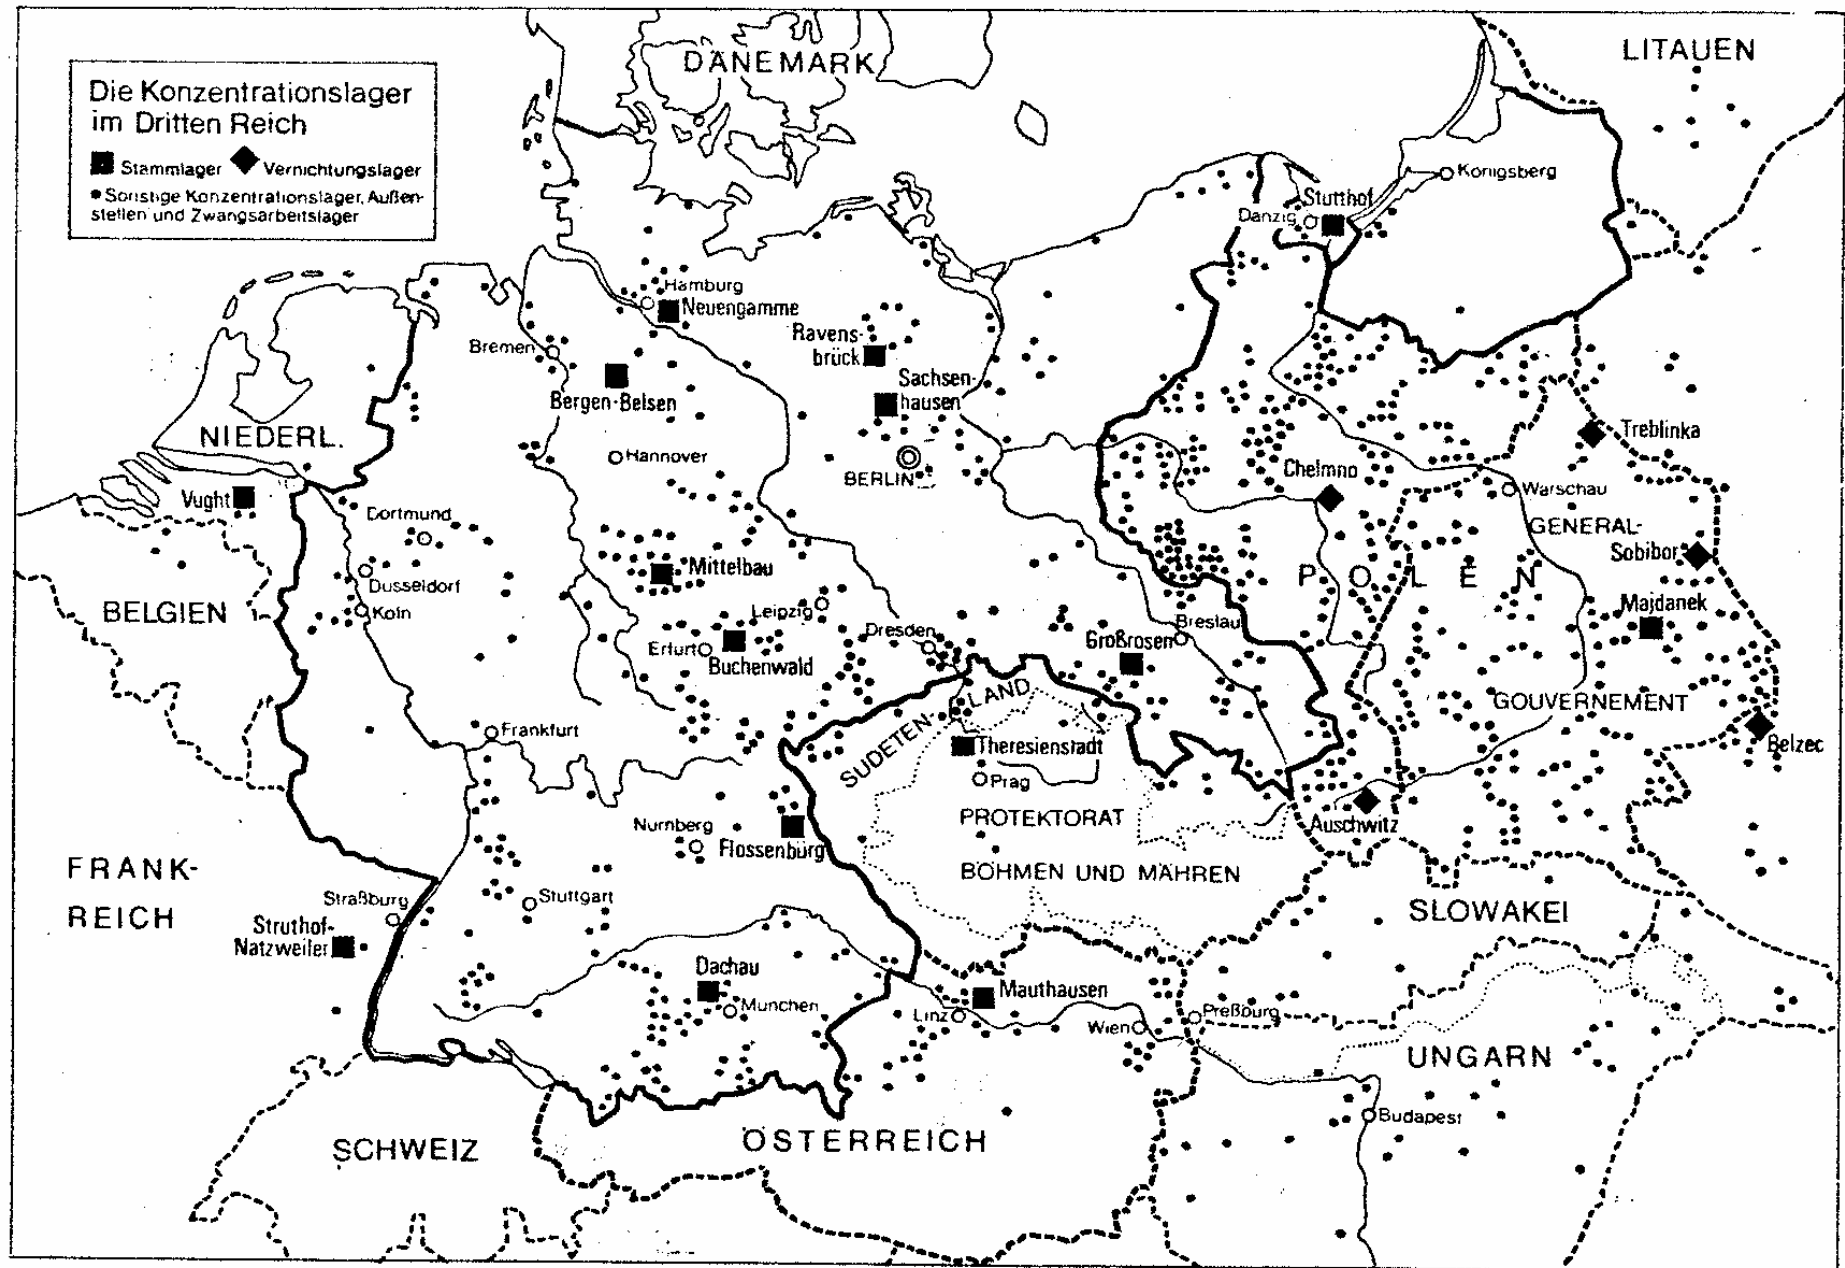 Die Konzentrationslager
im Dritten Reich
Stammlager
Vernichtungslager
Sonstige Konzentrationslager, Außen-
stellen und Zwangsarbeitslager
DÄNEMARK
LITAUEN
Königsberg
Stutthof
Danzig
Hamburg
Neuengamme
Bremen
Ravens-
brück
Bergen-Belsen
Sachsen-
hausen
NIEDERL.
Hannover
BERLIN
Treblinka
Chelmno
Warschau
Vught
Dortmund
GENERAL-
Sobibor
Mittelbau
POLEN
Düsseldorf
BELGIEN
Köln
Leipzig
Majdanek
Dresden
Breslau
Erfurt
Buchenwald
Großrosen
SUDETEN-
LAND
GOUVERNEMENT
Frankfurt
Theresienstadt
Belzec
Prag
PROTEKTORAT
Auschwitz
Nürnberg
Flossenbürg
BÖHMEN UND MÄHREN
FRANK-
REICH
Straßburg
Stuttgart
SLOWAKEI
Struthof-
Natzweiler
Dachau
München
Mauthausen
Linz
Wien
Preßburg
UNGARN
Budapest
SCHWEIZ
ÖSTERREICH